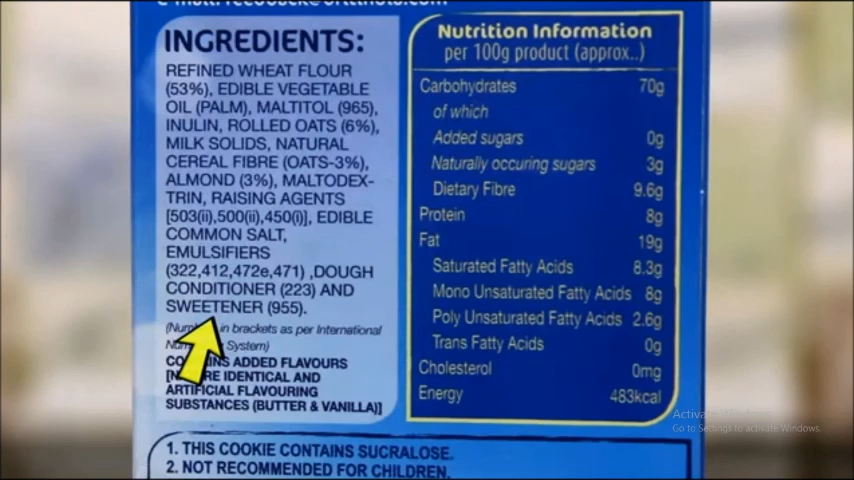 INGREDIENTS:
REFINED WHEAT FLOUR
(53%), EDIBLE VEGETABLE
OIL (PALM), MALTITOL (965),
INULIN, ROLLED OATS (6%),
MILK SOLIDS, NATURAL
CEREAL FIBRE (OATS-3%),
ALMOND (3%), MALTODEX-
TRIN, RAISING AGENTS
[503(ii),500(ii),450(i)], EDIBLE
COMMON SALT,
EMULSIFIERS
(322,412,472e,471) ,DOUGH
CONDITIONER (223) AND
SWEETENER (955).
in brackets as per International
System)
ADDED FLAVOURS
IDENTICAL AND
ARTIFICIAL FLAVOURING
SUBSTANCES (BUTTER & VANILLA)]
Nutrition Information
per 100g product (approx..)
Carbohydrates 70g
of which
Added sugars 0g
Naturally occuring sugars 3g
Dietary Fibre 9.6g
Protein 8g
Fat 19g
Saturated Fatty Acids 8.3g
Mono Unsaturated Fatty Acids 8g
Poly Unsaturated Fatty Acids 2.6g
Trans Fatty Acids 0g
Cholesterol 0mg
Energy 483kcal
1. THIS COOKIE CONTAINS SUCRALOSE.
2. NOT RECOMMENDED FOR CHILDREN.
Go to Settings to activate Windows.